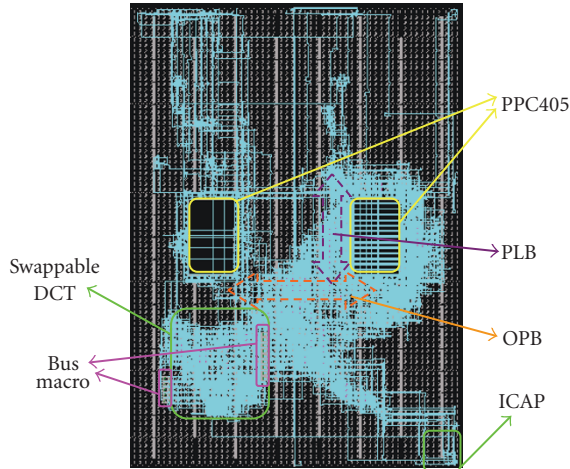 PPC405
PLB
Swappable
DCT
OPB
Bus
macro
ICAP